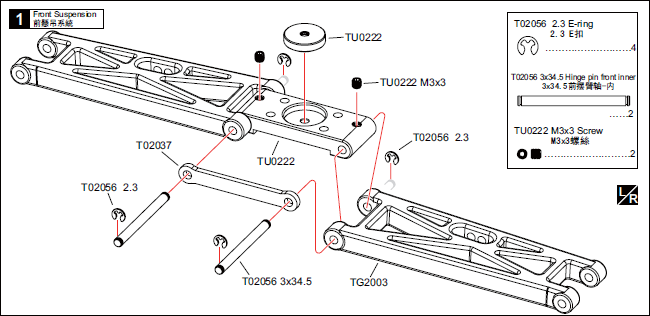 1
Front Suspension
前懸吊系統
TU0222
TU0222 M3x3
T02056 2.3
T02037
TU0222
T02056 2.3
T02056 3x34.5
TG2003
T02056 2.3 E-ring
2.3 E扣
4
T02056 3x34.5 Hinge pin front inner
3x34.5前擺臂軸-內
2
TU0222 M3x3 Screw
M3x3螺絲
2
L/R